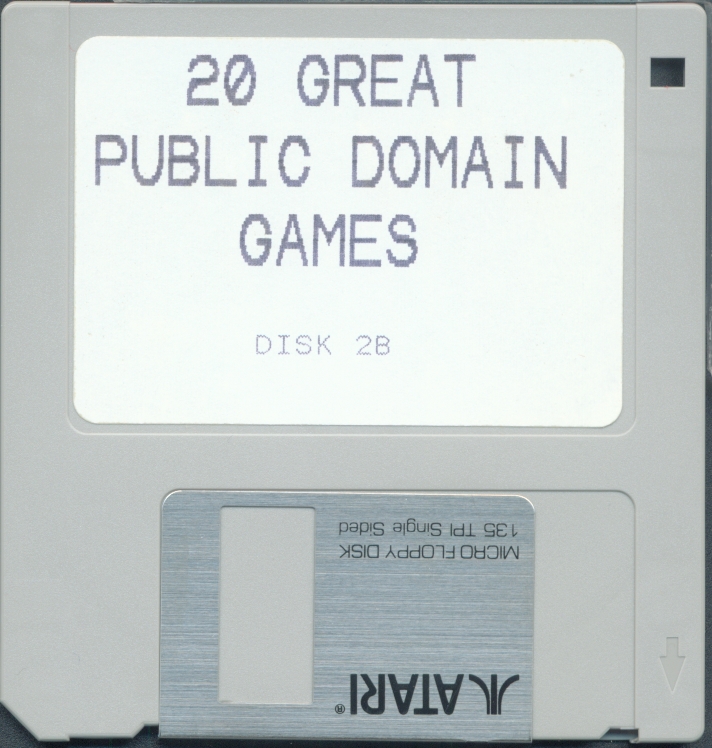 20 GREAT
PUBLIC DOMAIN
GAMES
DISK 2B
ATARI®
MICRO FLOPPY DISK
135 TPI Single Sided